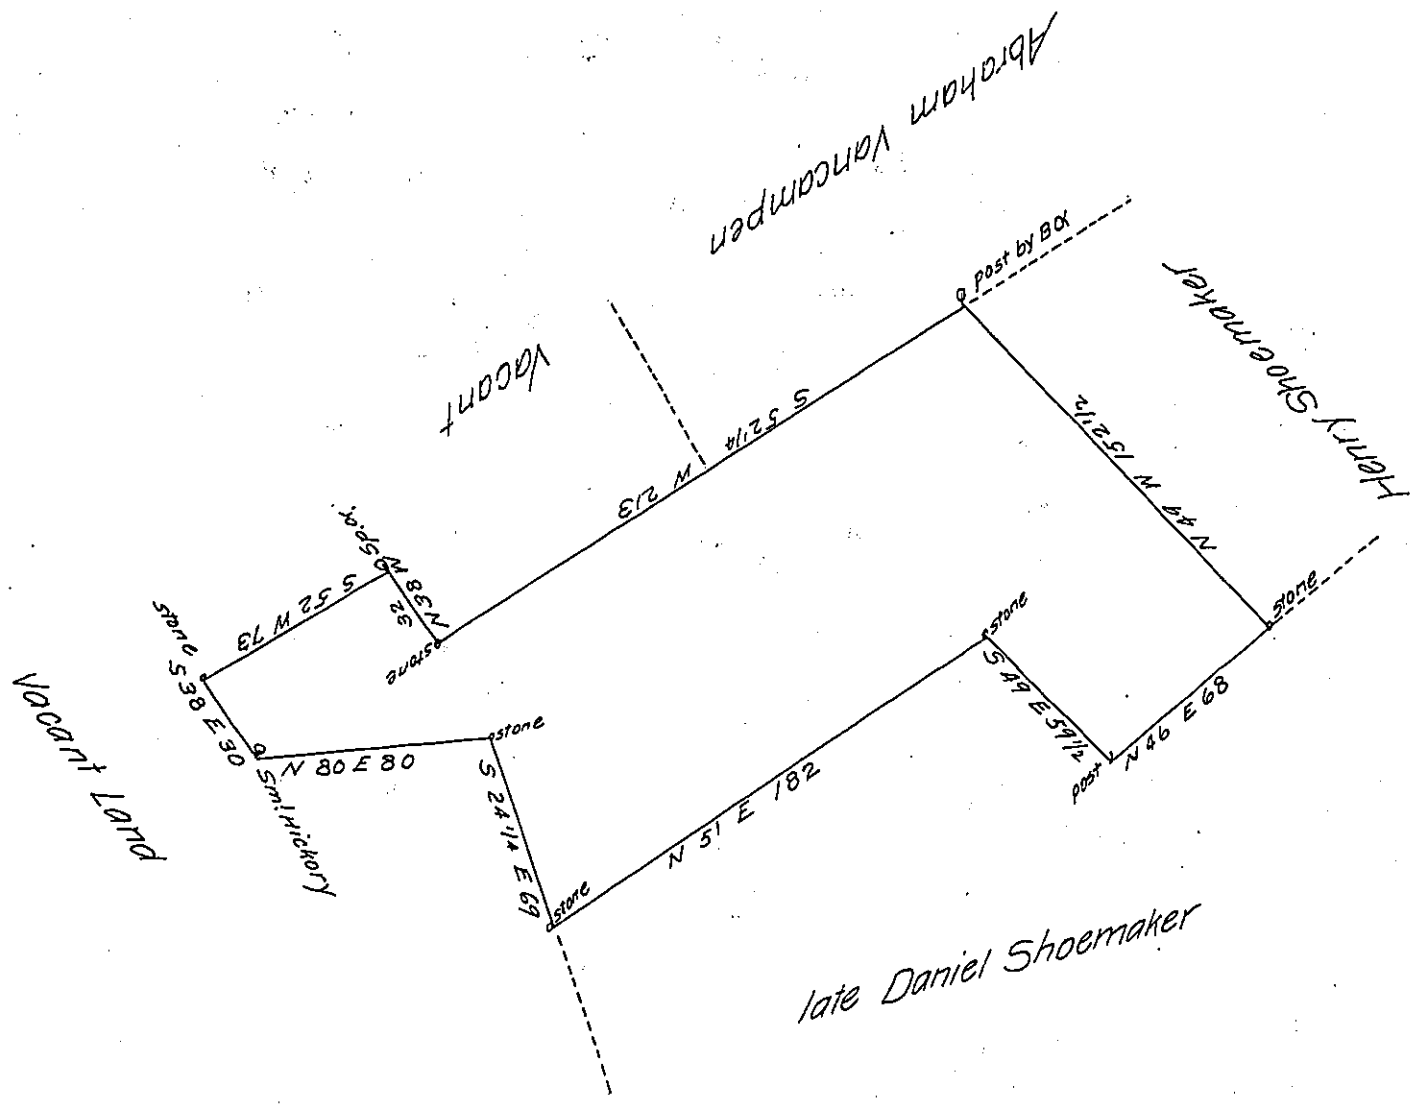 Abraham Vancampen
post by BO
Henry Shoemaker
Vacant
S 52 1/4 W 213
N 49 W 152 1/2
Sp. o.
N 38 W 32
stone
S 52 W 73
stone
S 38 E 30
Vacant Land
Sml Hickory
N 80 E 80
stone
S 24 1/4 E 69
stone
N 51 E 182
stone
S 49 E 59 1/2
post
N 46 E 68
stone
late Daniel Shoemaker